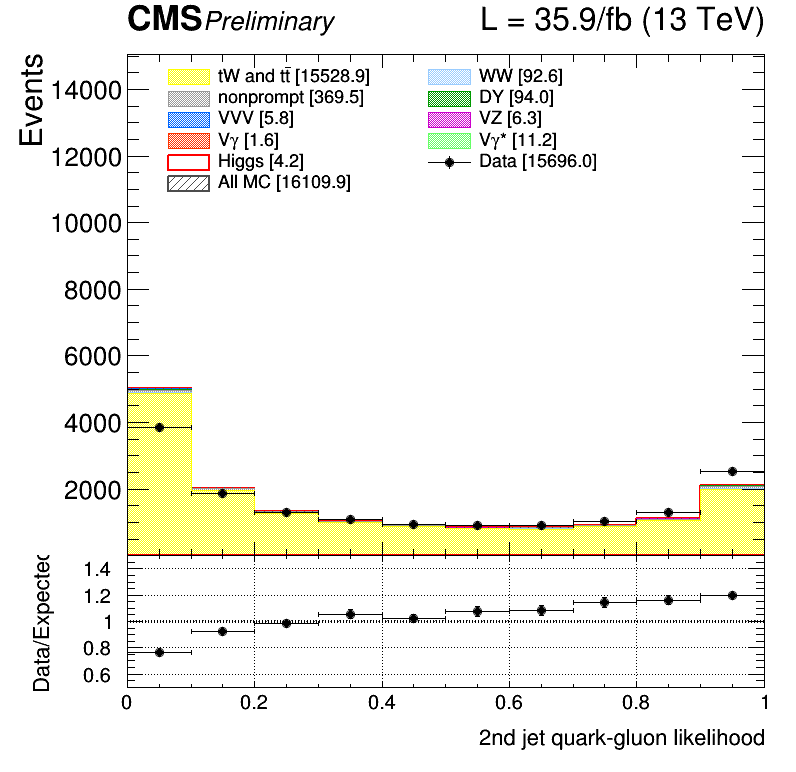 CMS Preliminary L = 35.9/fb (13 TeV)
Events
14000
12000
10000
8000
6000
4000
2000
tW and tt̄ [15528.9] WW [92.6]
nonprompt [369.5] DY [94.0]
VVV [5.8] VZ [6.3]
Vγ [1.6] Vγ* [11.2]
Higgs [4.2] Data [15696.0]
All MC [16109.9]
Data/Expected
1.4
1.2
1
0.8
0.6
0 0.2 0.4 0.6 0.8 1
2nd jet quark-gluon likelihood